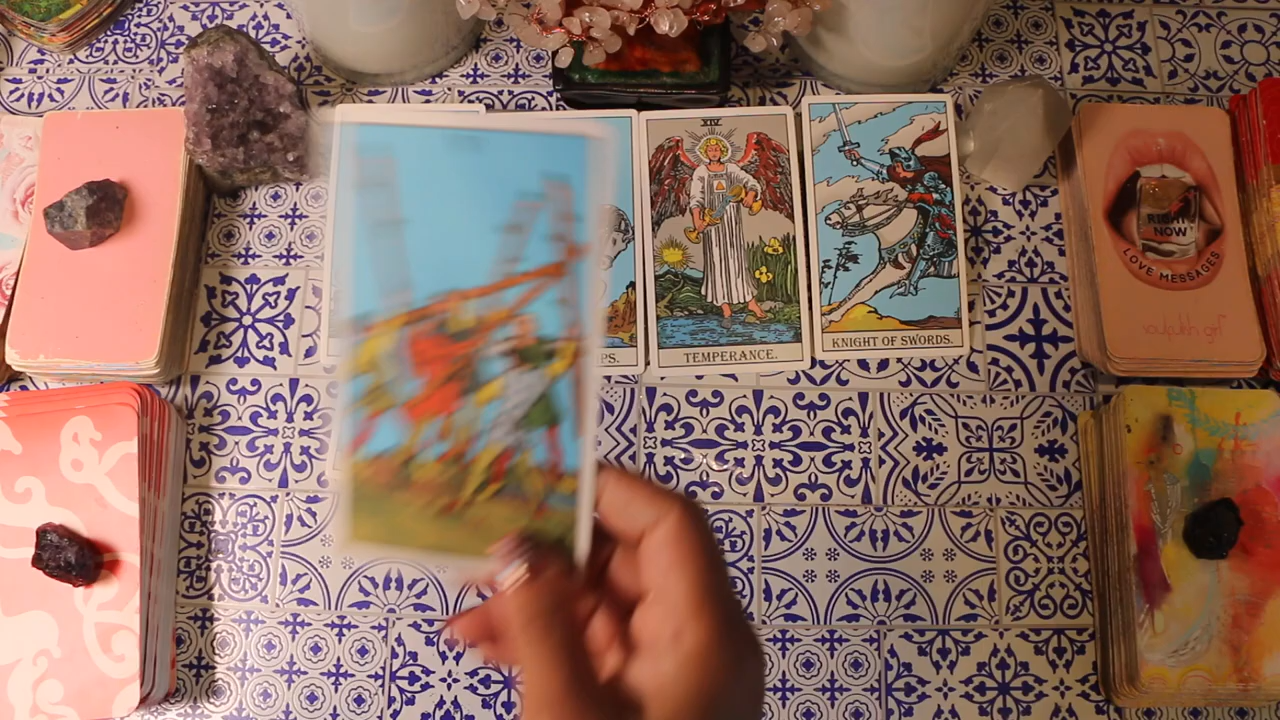 XIV
PS.
TEMPERANCE.
KNIGHT OF SWORDS.
RIGHT
NOW
LOVE MESSAGES